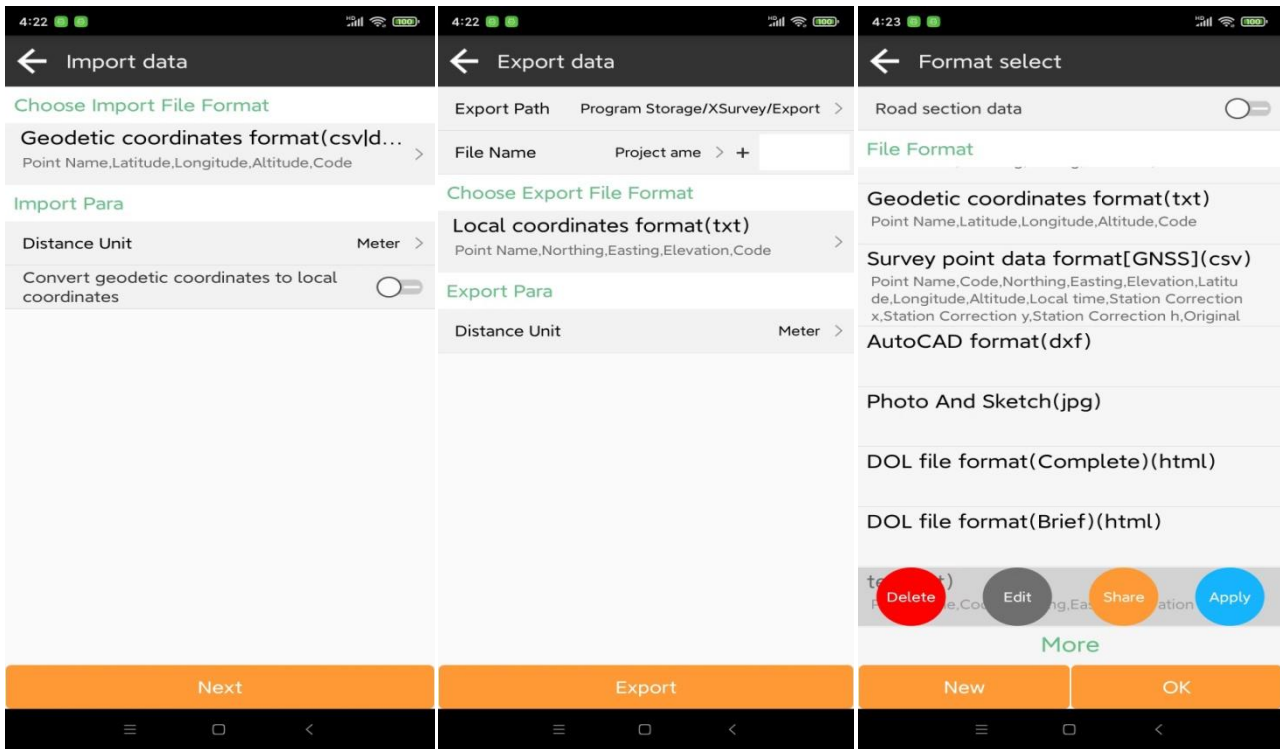 4:22
HD
100
Import data
Choose Import File Format
Geodetic coordinates format(csv|d...
Point Name,Latitude,Longitude,Altitude,Code
Import Para
Distance Unit Meter
Convert geodetic coordinates to local
coordinates
Next
4:22
HD
100
Export data
Export Path Program Storage/XSurvey/Export
File Name Project ame +
Choose Export File Format
Local coordinates format(txt)
Point Name,Northing,Easting,Elevation,Code
Export Para
Distance Unit Meter
Export
4:23
HD
100
Format select
Road section data
File Format
Geodetic coordinates format(txt)
Point Name,Latitude,Longitude,Altitude,Code
Survey point data format[GNSS](csv)
Point Name,Code,Northing,Easting,Elevation,Latitu
de,Longitude,Altitude,Local time,Station Correction
x,Station Correction y,Station Correction h,Original
AutoCAD format(dxf)
Photo And Sketch(jpg)
DOL file format(Complete)(html)
DOL file format(Brief)(html)
Delete Edit Share Apply
More
New OK